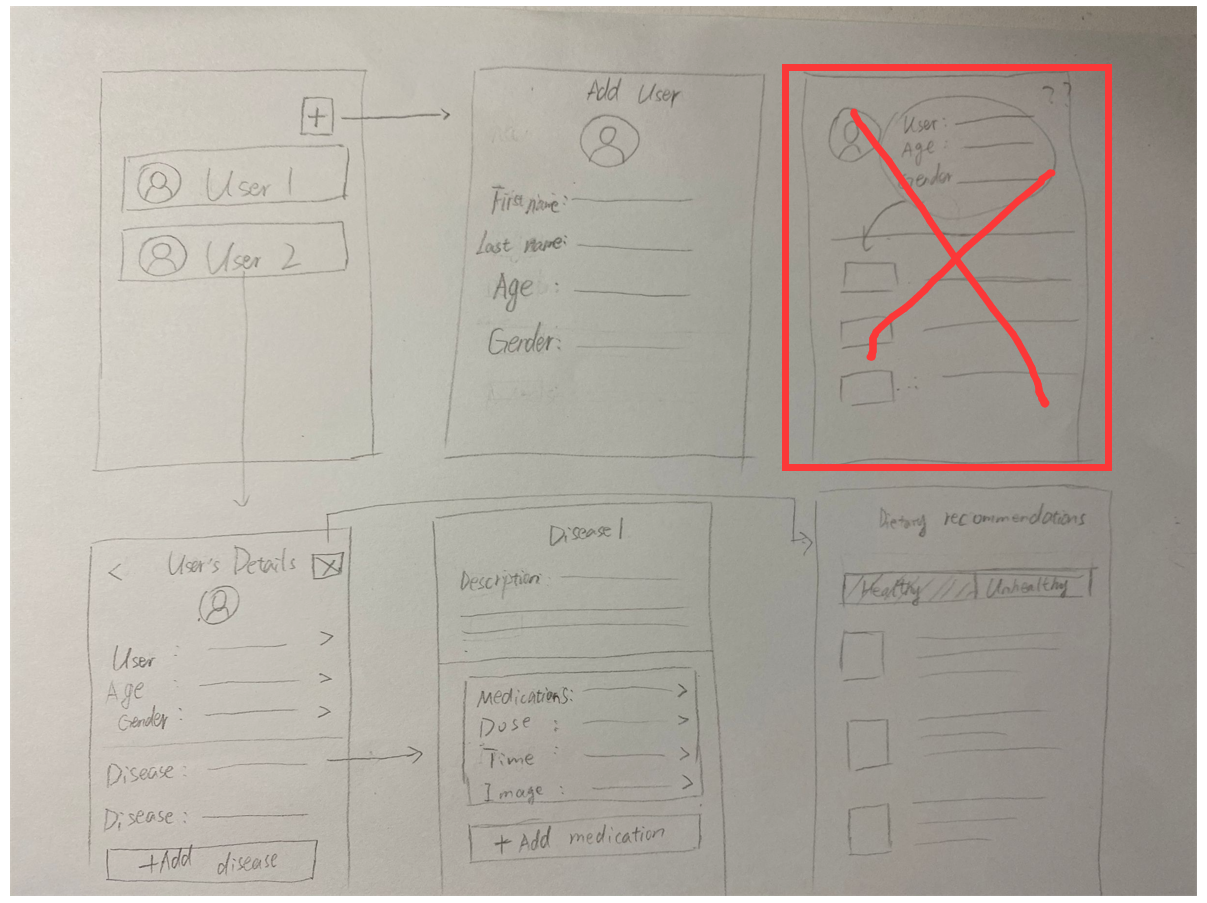 +
User 1
User 2
Add User
First name:
Last name:
Age :
Gender:
??
User:
Age :
Gender
<
User's Details
User :
>
Age :
>
Gender :
>
Disease :
Disease :
+Add disease
Disease 1
Description:
Medications:
>
Dose :
>
Time :
>
Image :
>
+ Add medication
Dietary recommendations
Healthy
Unhealthy